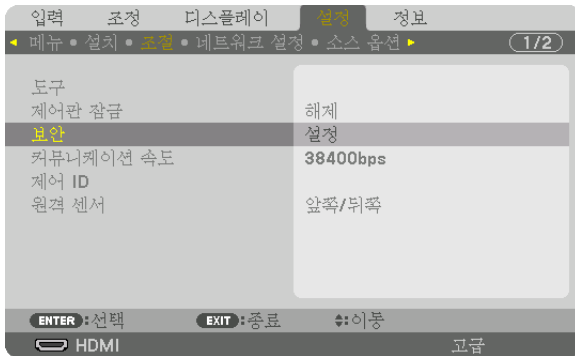 입력 조정 디스플레이 설정 정보
◂ 메뉴 • 설치 • 조절 • 네트워크 설정 • 소스 옵션 ▸ 1/2
도구
제어판 잠금 해제
보안 설정
커뮤니케이션 속도 38400bps
제어 ID
원격 센서 앞쪽/뒤쪽
ENTER :선택 EXIT :종료 ♦:이동
HDMI 고급